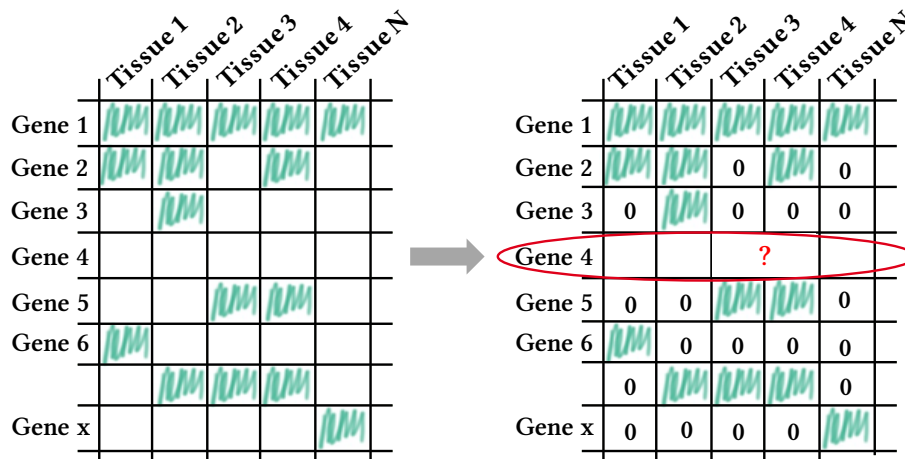 Tissue 1 Tissue 2 Tissue 3 Tissue 4 Tissue N
Gene 1
Gene 2
Gene 3
Gene 4
Gene 5
Gene 6
Gene x
Tissue 1 Tissue 2 Tissue 3 Tissue 4 Tissue N
Gene 1
Gene 2 0 0
Gene 3 0 0 0 0
Gene 4 ?
Gene 5 0 0 0
Gene 6 0 0 0 0
0 0
Gene x 0 0 0 0